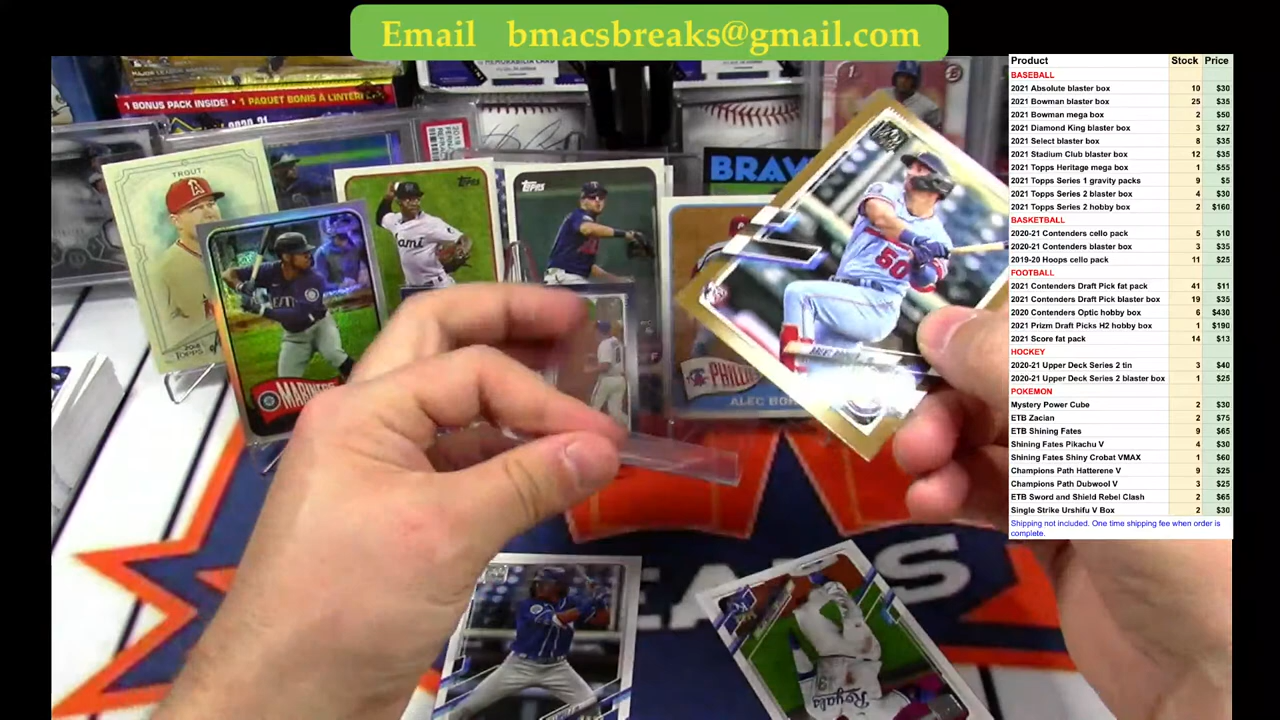 Email bmacsbreaks@gmail.com
Product Stock Price
BASEBALL
2021 Absolute blaster box 10 $30
2021 Bowman blaster box 25 $35
2021 Bowman mega box 2 $50
2021 Diamond King blaster box 3 $27
2021 Select blaster box 8 $35
2021 Stadium Club blaster box 12 $35
2021 Topps Heritage mega box 1 $55
2021 Topps Series 1 gravity packs 9 $5
2021 Topps Series 2 blaster box 4 $30
2021 Topps Series 2 hobby box 2 $160
BASKETBALL
2020-21 Contenders cello pack 5 $10
2020-21 Contenders blaster box 3 $35
2019-20 Hoops cello pack 11 $25
FOOTBALL
2021 Contenders Draft Pick fat pack 41 $11
2021 Contenders Draft Pick blaster box 19 $35
2020 Contenders Optic hobby box 6 $430
2021 Prizm Draft Picks H2 hobby box 1 $190
2021 Score fat pack 14 $13
HOCKEY
2020-21 Upper Deck Series 2 tin 3 $40
2020-21 Upper Deck Series 2 blaster box 1 $25
POKEMON
Mystery Power Cube 2 $30
ETB Zacian 2 $75
ETB Shining Fates 9 $65
Shining Fates Pikachu V 4 $30
Shining Fates Shiny Crobat VMAX 1 $60
Champions Path Hatterene V 9 $25
Champions Path Dubwool V 3 $25
ETB Sword and Shield Rebel Clash 2 $65
Single Strike Urshifu V Box 2 $30
Shipping not included. One time shipping fee when order is
complete.
1 BONUS PACK INSIDE! • 1 PAQUET BONIS À L'INTÉRI
TROUT
TOPPS
TOPPS
BRAV
MARINERS
PHILLIES
ALEC BOH
50
Royals